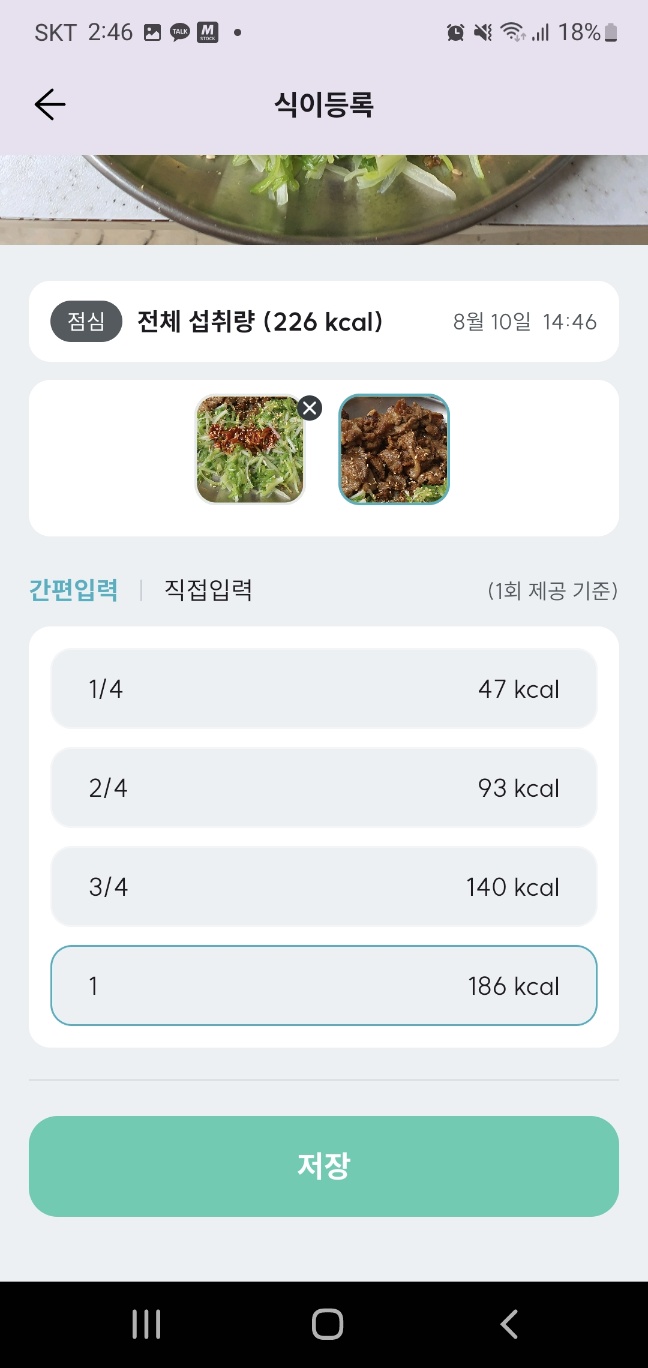 SKT 2:46 TALK M STOCK 18%
식이등록
점심 전체 섭취량 (226 kcal) 8월 10일 14:46
간편입력 | 직접입력 (1회 제공 기준)
1/4 47 kcal
2/4 93 kcal
3/4 140 kcal
1 186 kcal
저장